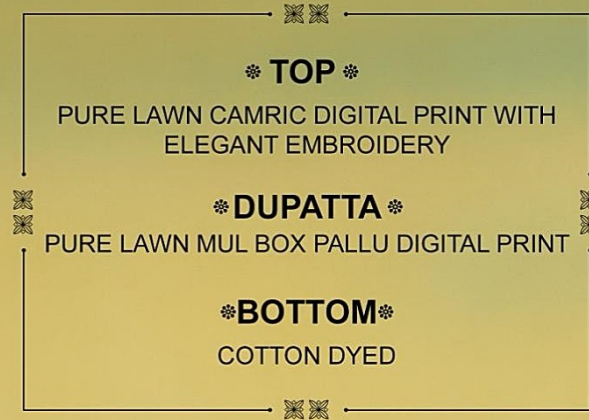 TOP
PURE LAWN CAMRIC DIGITAL PRINT WITH
ELEGANT EMBROIDERY
DUPATTA
PURE LAWN MUL BOX PALLU DIGITAL PRINT
BOTTOM
COTTON DYED